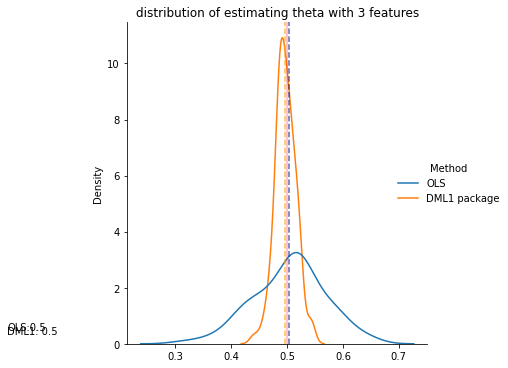 distribution of estimating theta with 3 features
10
8
6
4
2
0
Density
0.3 0.4 0.5 0.6 0.7
Method
OLS
DML1 package
OLS:0.5
DML1: 0.5